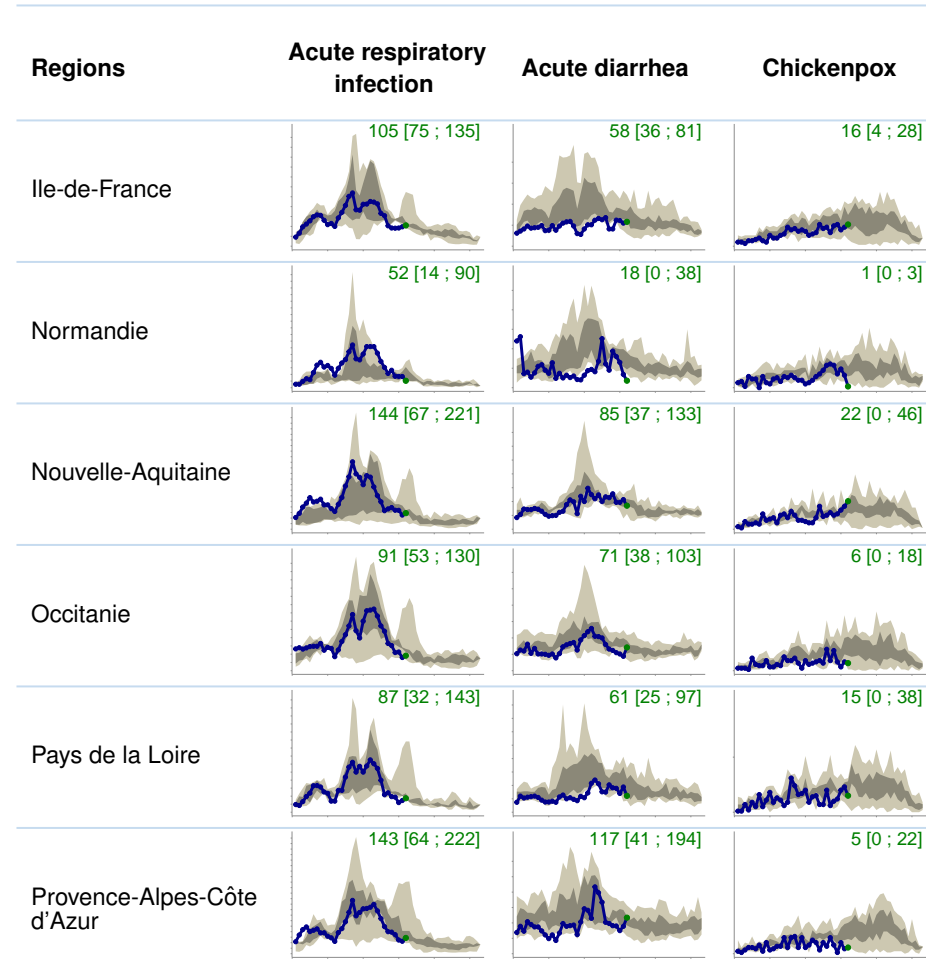 Regions
Acute respiratory
infection
Acute diarrhea
Chickenpox
Ile-de-France
105 [75 ; 135]
58 [36 ; 81]
16 [4 ; 28]
Normandie
52 [14 ; 90]
18 [0 ; 38]
1 [0 ; 3]
Nouvelle-Aquitaine
144 [67 ; 221]
85 [37 ; 133]
22 [0 ; 46]
Occitanie
91 [53 ; 130]
71 [38 ; 103]
6 [0 ; 18]
Pays de la Loire
87 [32 ; 143]
61 [25 ; 97]
15 [0 ; 38]
Provence-Alpes-Côte
d'Azur
143 [64 ; 222]
117 [41 ; 194]
5 [0 ; 22]